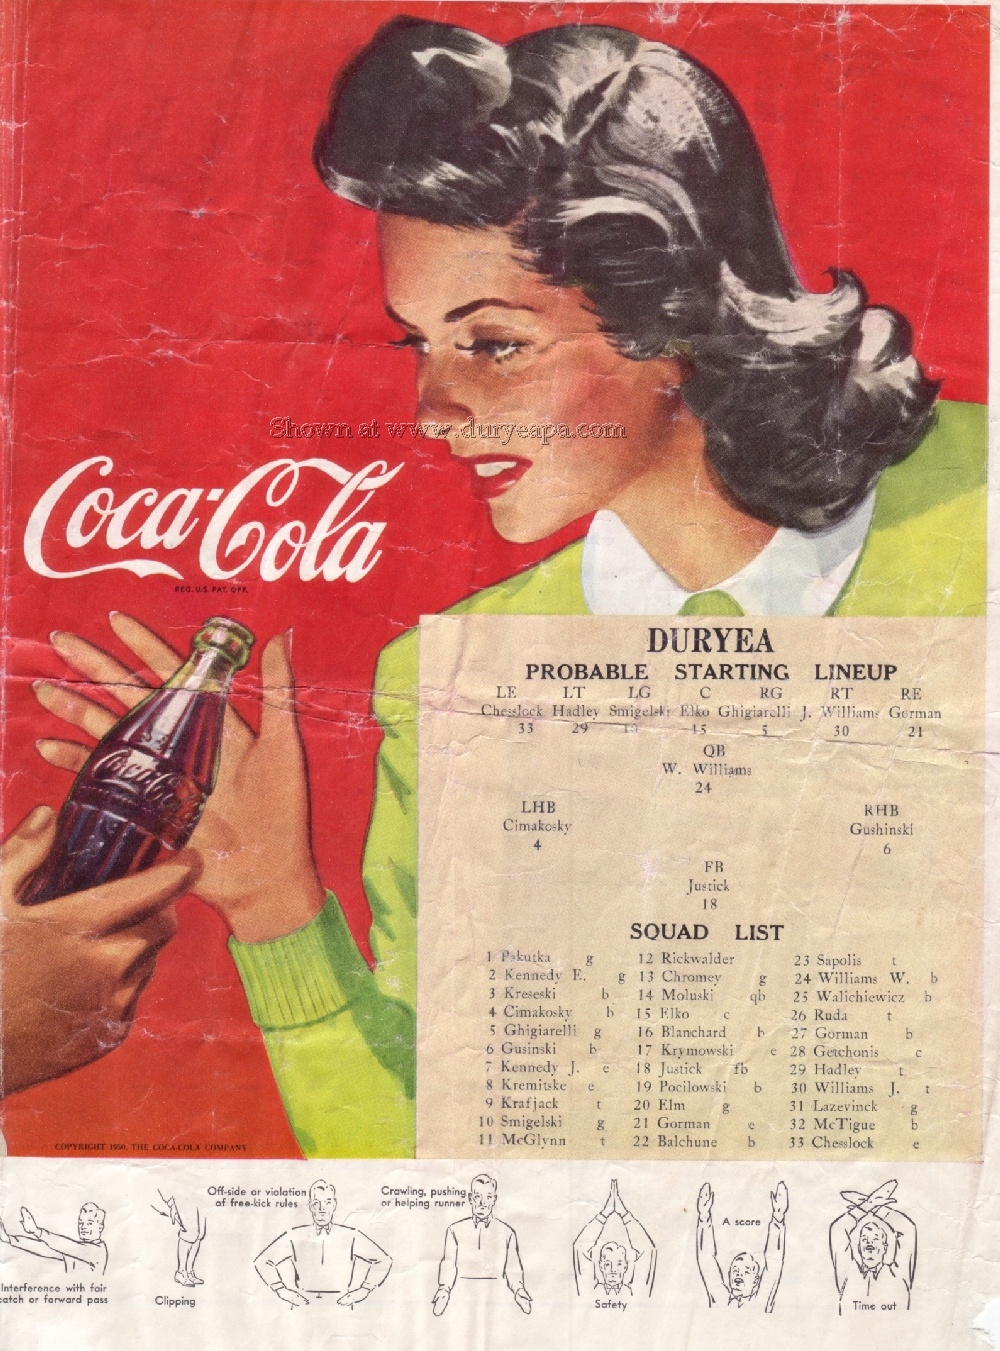 Shown at www.duryeapa.com
Coca-Cola
REG. U.S. PAT. OFF.
Coca-Cola
DURYEA
PROBABLE STARTING LINEUP
LE LT LG C RG RT RE
Chesslock Hadley Smigelski Elko Ghigiarelli J. Williams Gorman
33 29 10 15 5 30 21
QB
W. Williams
24
LHB RHB
Cimakosky Gushinski
4 6
FB
Justick
18
SQUAD LIST
1 Pakutka g 12 Rickwalder 23 Sapolis t
2 Kennedy E. g 13 Chromey g 24 Williams W. b
3 Kreseski b 14 Moluski qb 25 Walichiewicz b
4 Cimakosky b 15 Elko c 26 Ruda t
5 Ghigiarelli g 16 Blanchard b 27 Gorman b
6 Gusinski b 17 Krymowski e 28 Getchonis c
7 Kennedy J. e 18 Justick fb 29 Hadley t
8 Kremitske e 19 Pocilowski b 30 Williams J. t
9 Krafjack t 20 Elm g 31 Lazevinck g
10 Smigelski g 21 Gorman e 32 McTigue b
11 McGlynn t 22 Balchune b 33 Chesslock e
COPYRIGHT 1950, THE COCA-COLA COMPANY
Interference with fair
catch or forward pass
Clipping
Off-side or violation
of free-kick rules
Crawling, pushing
or helping runner
Safety
A score
Time out